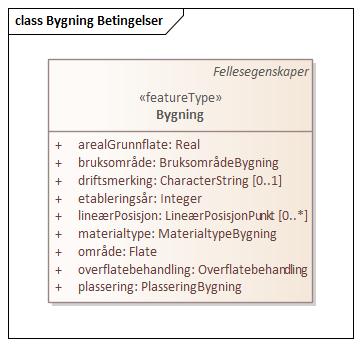 class Bygning Betingelser
Fellesegenskaper
«featureType»
Bygning
+ arealGrunnflate: Real
+ bruksområde: BruksområdeBygning
+ driftsmerking: CharacterString [0..1]
+ etableringsår: Integer
+ lineærPosisjon: LineærPosisjonPunkt [0..*]
+ materialtype: MaterialtypeBygning
+ område: Flate
+ overflatebehandling: Overflatebehandling
+ plassering: PlasseringBygning